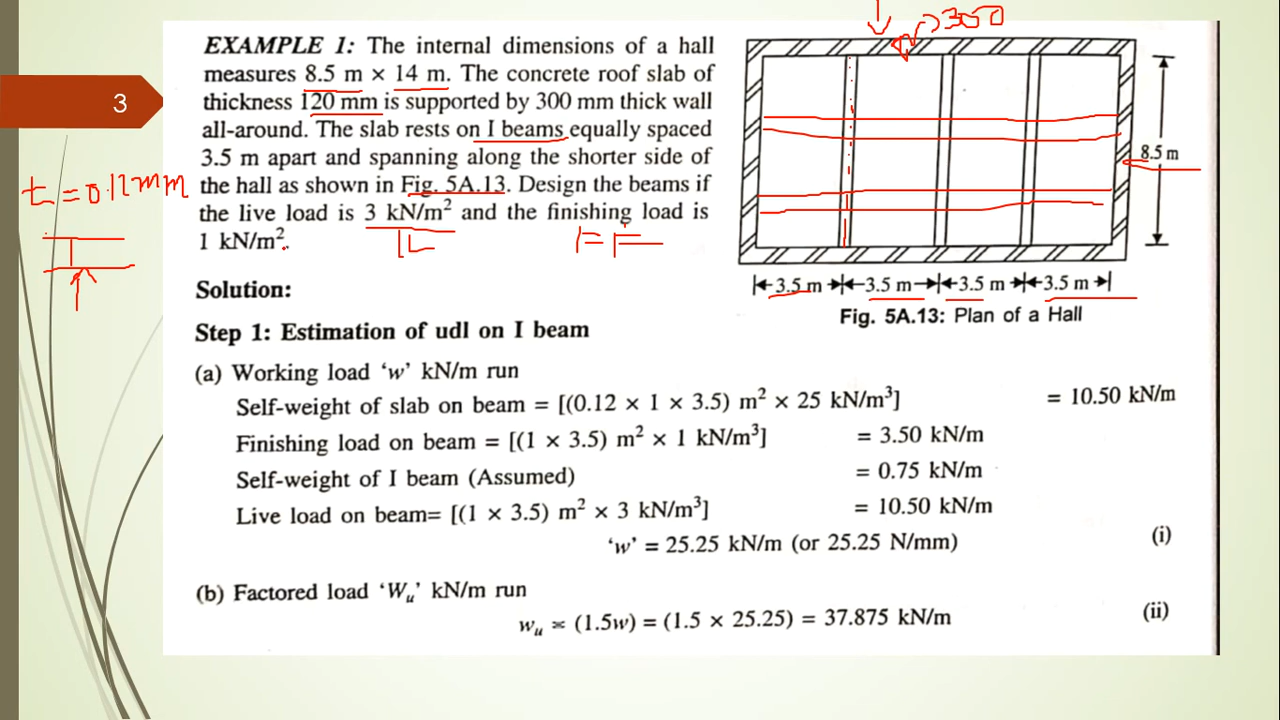 300
3
EXAMPLE 1: The internal dimensions of a hall
measures 8.5 m × 14 m. The concrete roof slab of
thickness 120 mm is supported by 300 mm thick wall
all-around. The slab rests on I beams equally spaced
3.5 m apart and spanning along the shorter side of
the hall as shown in Fig. 5A.13. Design the beams if
the live load is 3 kN/m² and the finishing load is
1 kN/m².
t = 0.12mm
LL
F
8.5 m
3.5 m 3.5 m 3.5 m 3.5 m
Fig. 5A.13: Plan of a Hall
Solution:
Step 1: Estimation of udl on I beam
(a) Working load ‘w’ kN/m run
Self-weight of slab on beam = [(0.12 × 1 × 3.5) m² × 25 kN/m³] = 10.50 kN/m
Finishing load on beam = [(1 × 3.5) m² × 1 kN/m³] = 3.50 kN/m
Self-weight of I beam (Assumed) = 0.75 kN/m
Live load on beam= [(1 × 3.5) m² × 3 kN/m³] = 10.50 kN/m
‘w’ = 25.25 kN/m (or 25.25 N/mm) (i)
(b) Factored load ‘Wu’ kN/m run
wu = (1.5w) = (1.5 × 25.25) = 37.875 kN/m (ii)